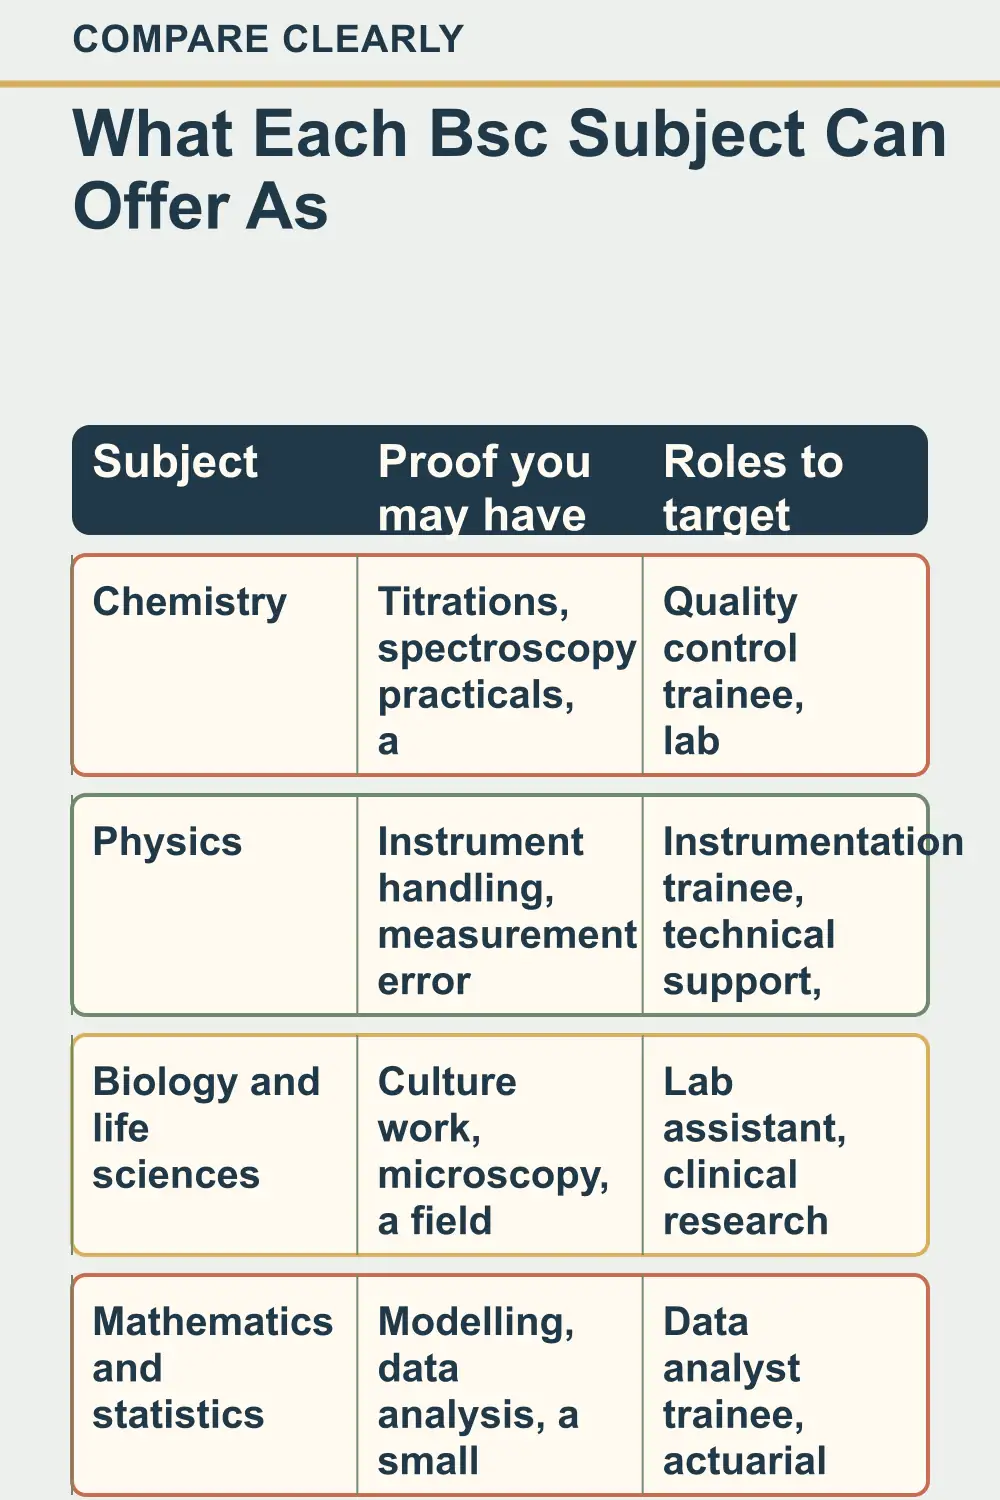 COMPARE CLEARLY
What Each Bsc Subject Can
Offer As
Subject
Proof you
may have
Roles to
target
Chemistry
Titrations,
spectroscopy
practicals,
a
Quality
control
trainee,
lab
Physics
Instrument
handling,
measurement
error
Instrumentation
trainee,
technical
support,
Biology and
life
sciences
Culture
work,
microscopy,
a field
Lab
assistant,
clinical
research
Mathematics
and
statistics
Modelling,
data
analysis, a
small
Data
analyst
trainee,
actuarial